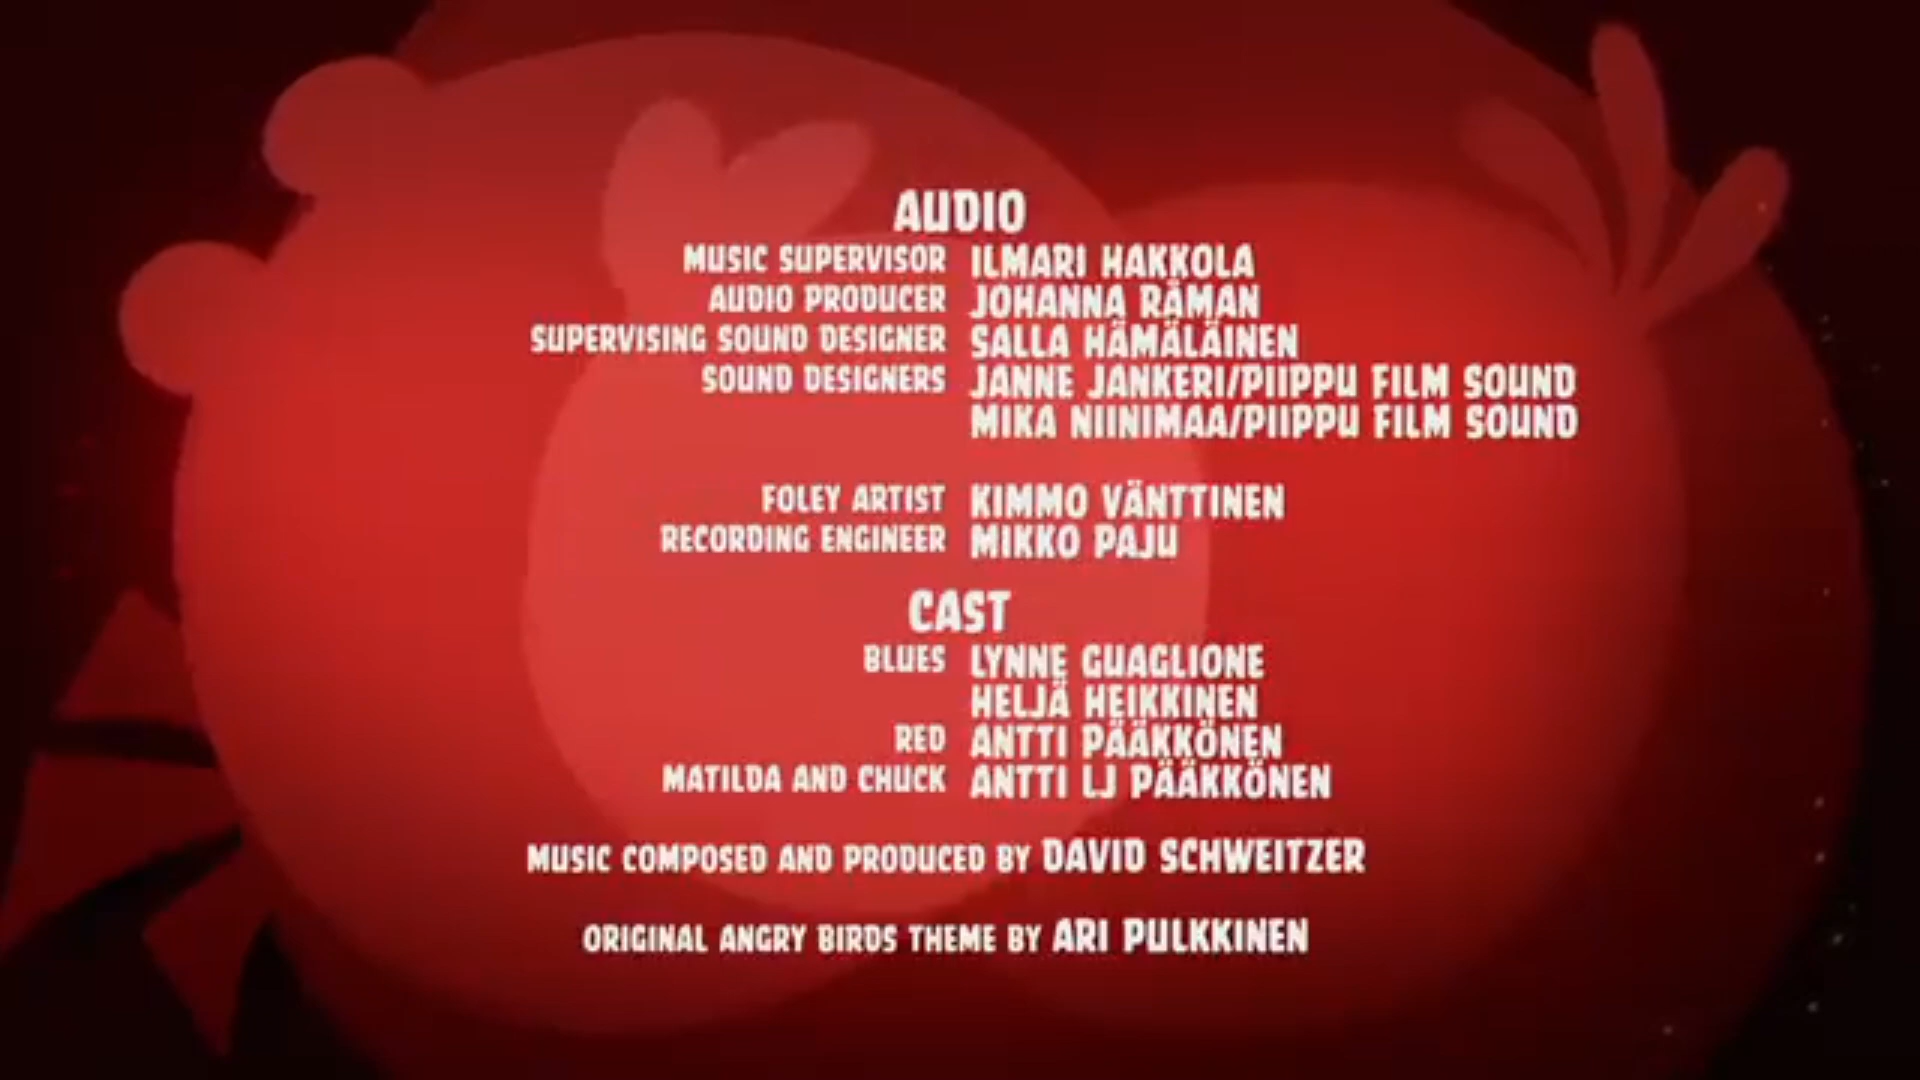 AUDIO
MUSIC SUPERVISOR ILMARI HAKKOLA
AUDIO PRODUCER JOHANNA RÅMAN
SUPERVISING SOUND DESIGNER SALLA HÄMÄLÄINEN
SOUND DESIGNERS JANNE JANKERI/PIIPPU FILM SOUND
MIKA NIINIMAA/PIIPPU FILM SOUND
FOLEY ARTIST KIMMO VÄNTTINEN
RECORDING ENGINEER MIKKO PAJU
CAST
BLUES LYNNE GUAGLIONE
HELJÄ HEIKKINEN
RED ANTTI PÄÄKKÖNEN
MATILDA AND CHUCK ANTTI LJ PÄÄKKÖNEN
MUSIC COMPOSED AND PRODUCED BY DAVID SCHWEITZER
ORIGINAL ANGRY BIRDS THEME BY ARI PULKKINEN